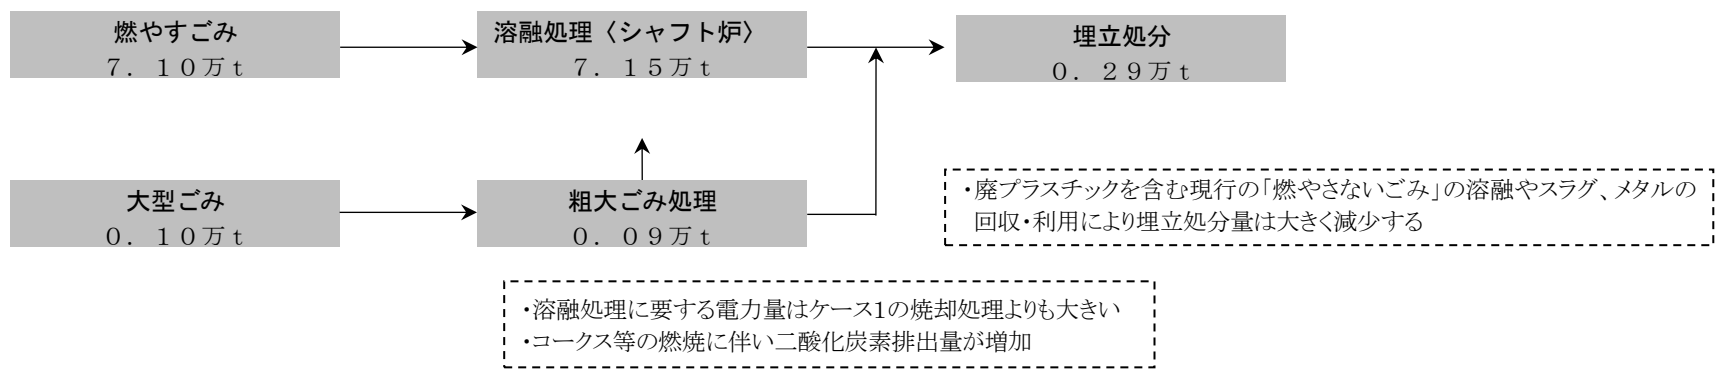 燃やすごみ
７．１０万ｔ
溶融処理〈シャフト炉〉
７．１５万ｔ
埋立処分
０．２９万ｔ
大型ごみ
０．１０万ｔ
粗大ごみ処理
０．０９万ｔ
・廃プラスチックを含む現行の「燃やさないごみ」の溶融やスラグ、メタルの
回収・利用により埋立処分量は大きく減少する
・溶融処理に要する電力量はケース1の焼却処理よりも大きい
・コークス等の燃焼に伴い二酸化炭素排出量が増加